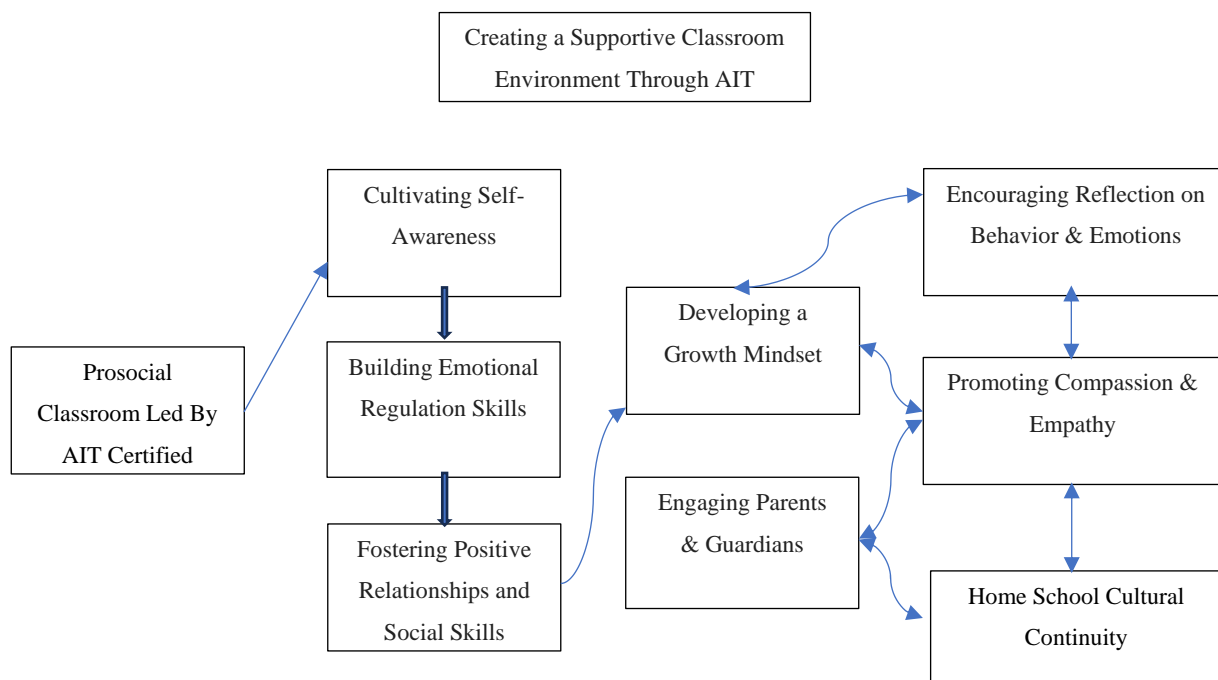 Creating a Supportive Classroom
Environment Through AIT
Prosocial
Classroom Led By
AIT Certified
Cultivating Self-
Awareness
Building Emotional
Regulation Skills
Fostering Positive
Relationships and
Social Skills
Developing a
Growth Mindset
Engaging Parents
& Guardians
Encouraging Reflection on
Behavior & Emotions
Promoting Compassion &
Empathy
Home School Cultural
Continuity